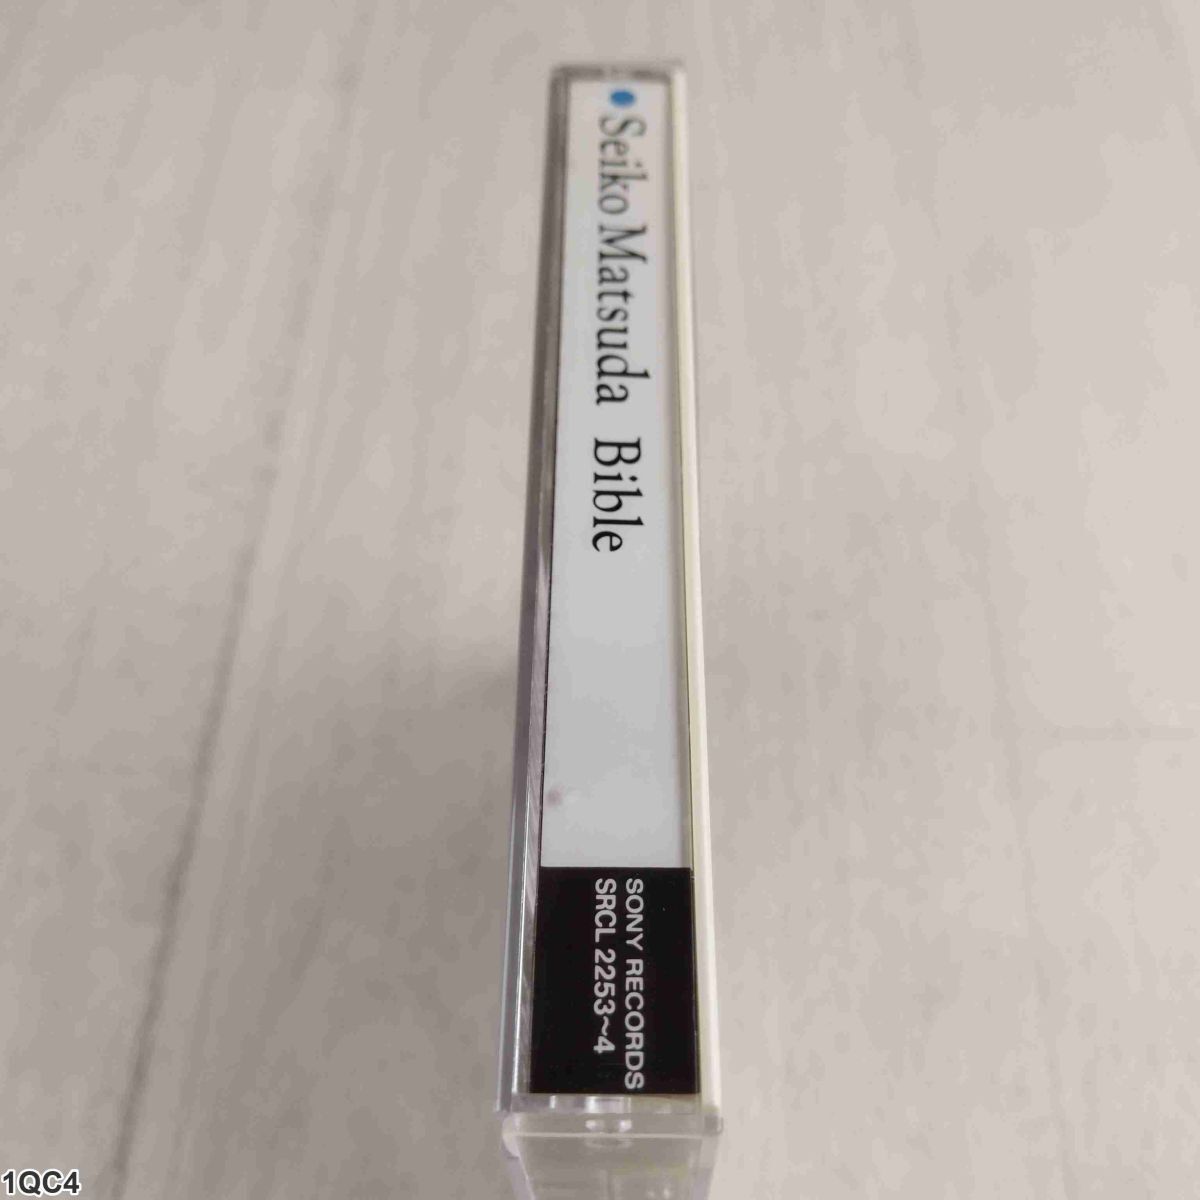 Seiko Matsuda Bible
SONY RECORDS
SRCL 2253~4
1QC4